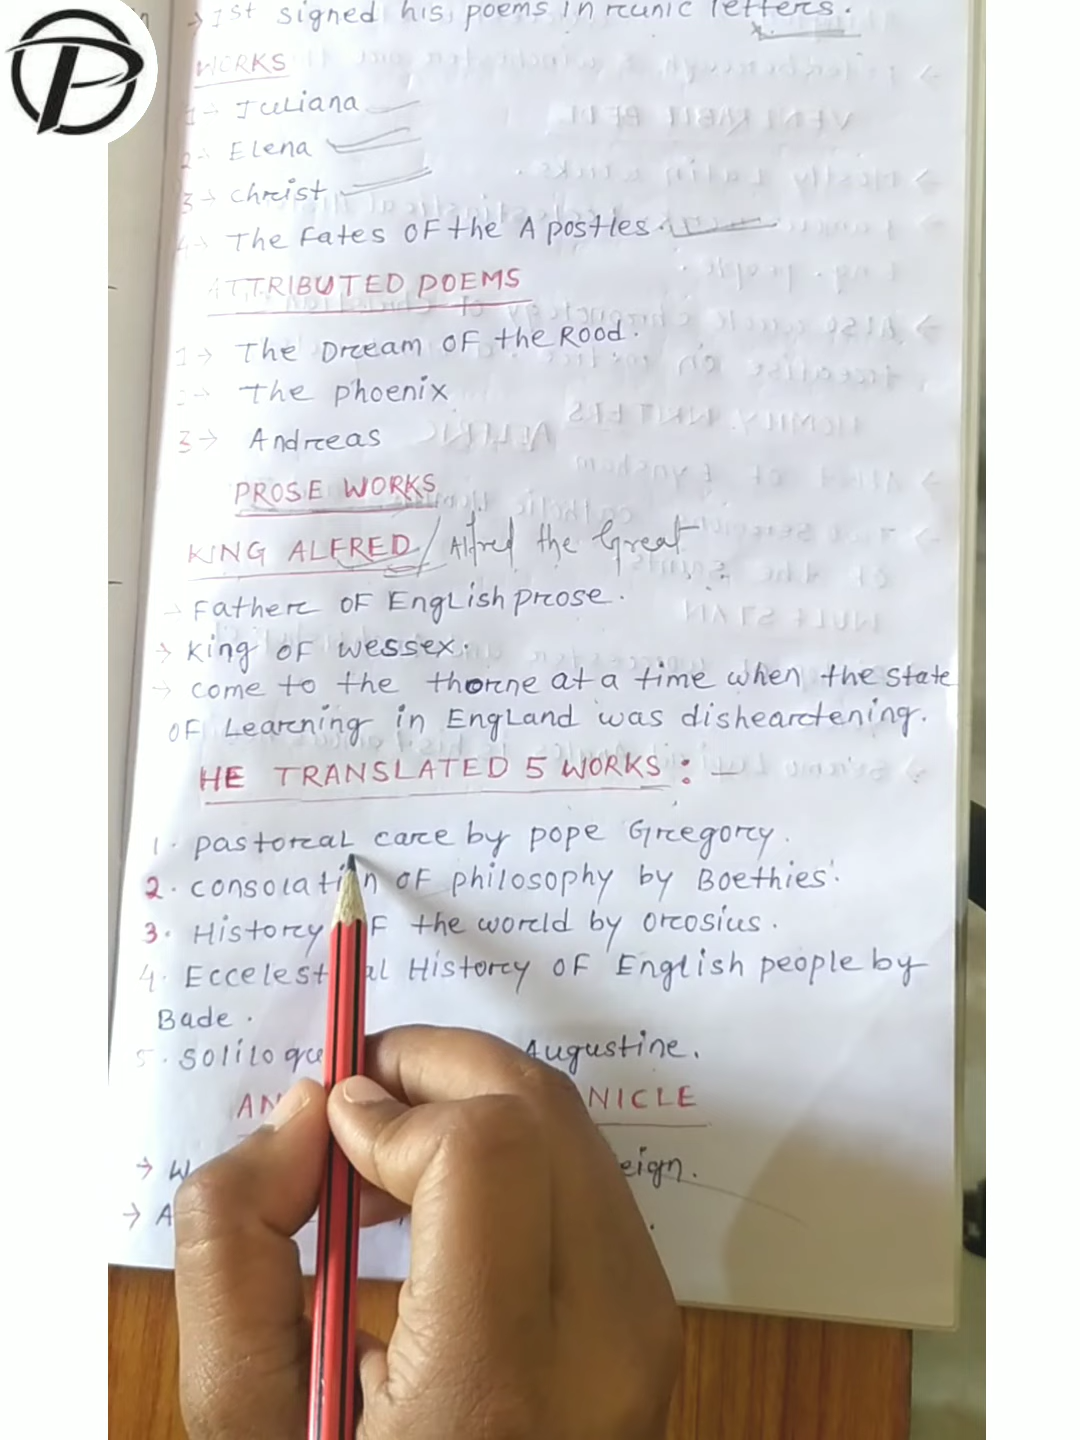 → 1st signed his poems in runic letters.
WORKS
1→ Juliana
2→ Elena
3→ Christ
4→ The Fates OF the Apostles.
ATTRIBUTED POEMS
1→ The Dream OF the Rood.
2→ The phoenix
3→ Andreas
PROSE WORKS
KING ALFRED / Alfred the Great
→ Father OF English prose.
→ King OF Wessex.
→ come to the thorne at a time when the state
OF Learning in England was disheartening.
HE TRANSLATED 5 WORKS : -
1. Pastoral care by pope Gregory.
2. Consolation OF philosophy by Boethies.
3. History OF the world by Orosius.
4. Eccelest al History OF English people by
Bade.
5. Solilo que Augustine.
AN NICLE
→ W eign.
→ A